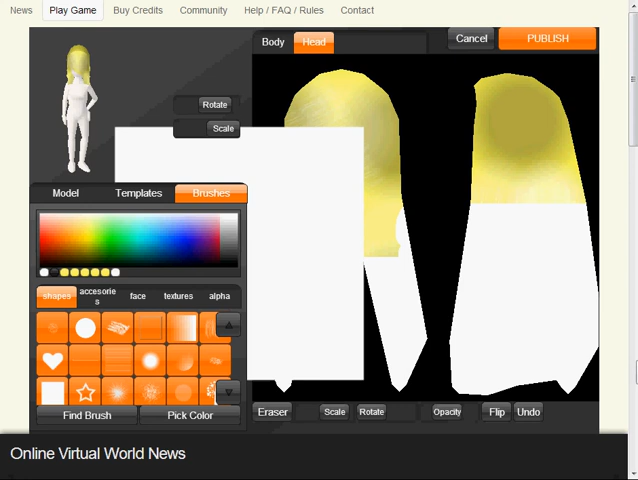 News Play Game Buy Credits Community Help / FAQ / Rules Contact
Body Head Cancel PUBLISH
Rotate
Scale
Model Templates Brushes
shapes accesorie
s face textures alpha
Find Brush Pick Color
Eraser Scale Rotate Opacity Flip Undo
Online Virtual World News